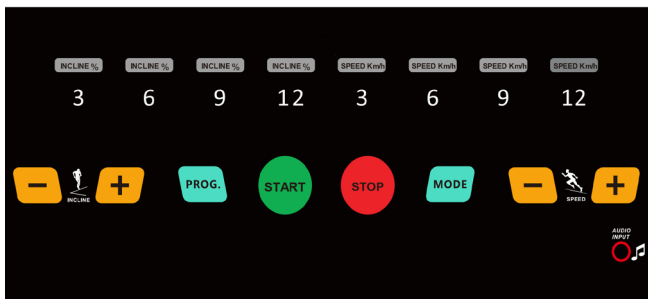 INCLINE % INCLINE % INCLINE % INCLINE % SPEED Km/h SPEED Km/h SPEED Km/h SPEED Km/h
3 6 9 12 3 6 9 12
− + PROG. START STOP MODE − +
INCLINE SPEED
AUDIO
INPUT